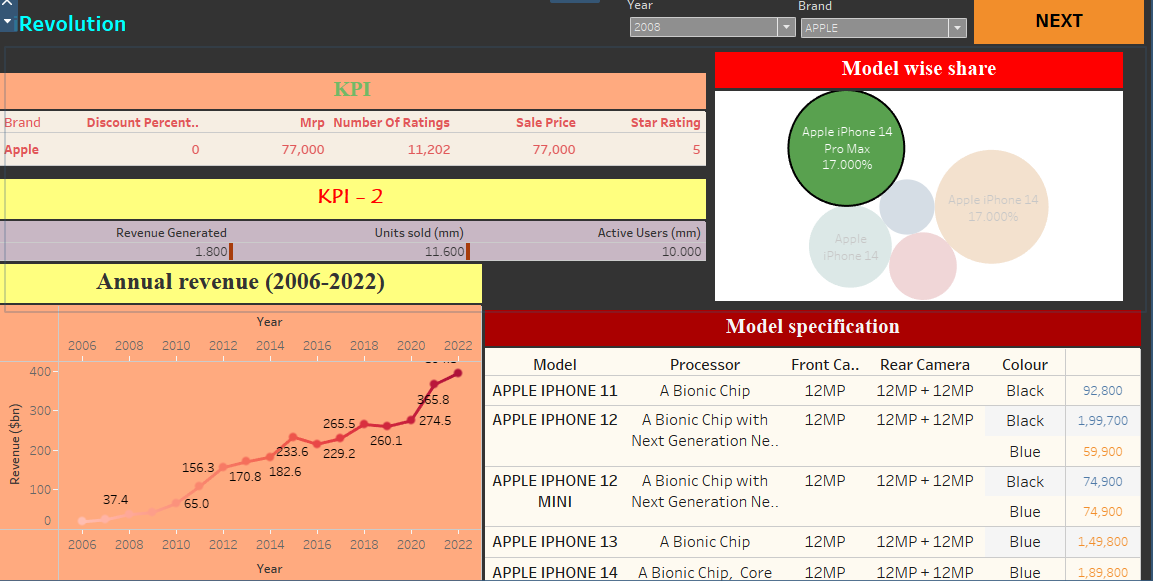 Year
Brand
Revolution
2008
APPLE
NEXT
KPI
Brand Discount Percent.. Mrp Number Of Ratings Sale Price Star Rating
Apple 0 77,000 11,202 77,000 5
KPI – 2
Revenue Generated Units sold (mm) Active Users (mm)
1.800 11.600 10.000
Model wise share
Apple iPhone 14
Pro Max
17.000%
Apple iPhone 14
17.000%
Apple
iPhone 14
Annual revenue (2006-2022)
Year
2006 2008 2010 2012 2014 2016 2018 2020 2022
Revenue ($bn)
400
300
200
100
0
37.4
65.0
156.3
170.8
182.6
233.6
229.2
265.5
260.1
274.5
365.8
2006 2008 2010 2012 2014 2016 2018 2020 2022
Year
Model specification
Model Processor Front Ca.. Rear Camera Colour
APPLE IPHONE 11 A Bionic Chip 12MP 12MP + 12MP Black 92,800
APPLE IPHONE 12 A Bionic Chip with 12MP 12MP + 12MP Black 1,99,700
Next Generation Ne.. Blue 59,900
APPLE IPHONE 12 A Bionic Chip with 12MP 12MP + 12MP Black 74,900
MINI Next Generation Ne.. Blue 74,900
APPLE IPHONE 13 A Bionic Chip 12MP 12MP + 12MP Blue 1,49,800
APPLE IPHONE 14 A Bionic Chip, Core 12MP 12MP + 12MP Blue 1,89,800